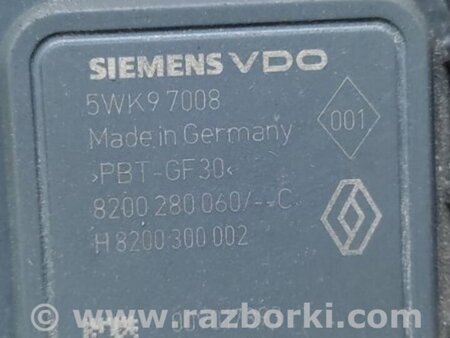 SIEMENS VDO
5WK9 7008
001
Made in Germany
>PBT-GF30<
8200 280 060/--C
H 8200 300 002
© www.razborki.com